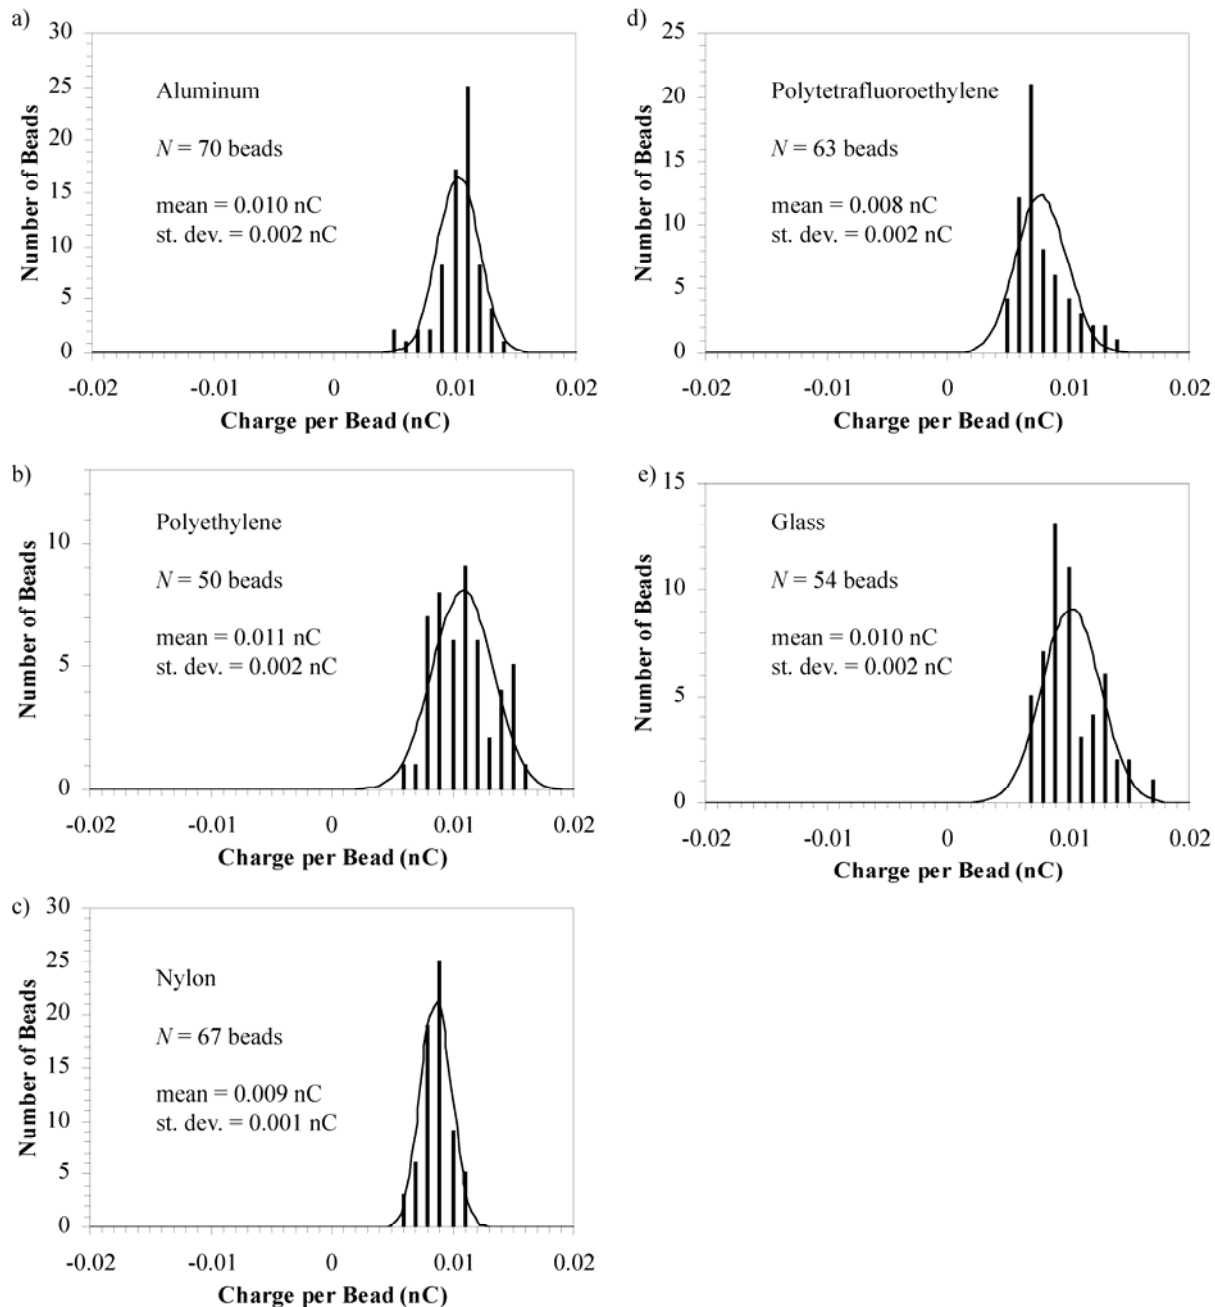 a)
30
25
20
15
10
5
0
Number of Beads
Aluminum
N = 70 beads
mean = 0.010 nC
st. dev. = 0.002 nC
-0.02 -0.01 0 0.01 0.02
Charge per Bead (nC)
b)
10
5
0
Number of Beads
Polyethylene
N = 50 beads
mean = 0.011 nC
st. dev. = 0.002 nC
-0.02 -0.01 0 0.01 0.02
Charge per Bead (nC)
c)
30
25
20
15
10
5
0
Number of Beads
Nylon
N = 67 beads
mean = 0.009 nC
st. dev. = 0.001 nC
-0.02 -0.01 0 0.01 0.02
Charge per Bead (nC)
d)
25
20
15
10
5
0
Number of Beads
Polytetrafluoroethylene
N = 63 beads
mean = 0.008 nC
st. dev. = 0.002 nC
-0.02 -0.01 0 0.01 0.02
Charge per Bead (nC)
e)
15
10
5
0
Number of Beads
Glass
N = 54 beads
mean = 0.010 nC
st. dev. = 0.002 nC
-0.02 -0.01 0 0.01 0.02
Charge per Bead (nC)